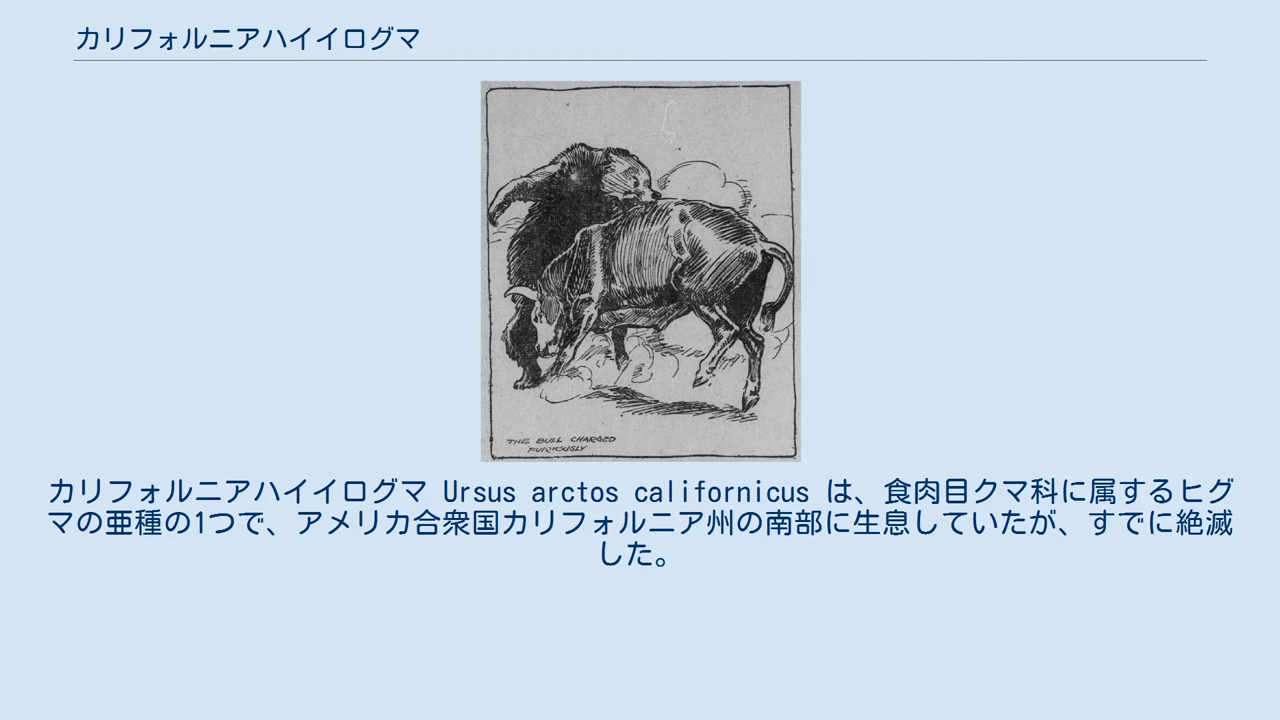 カリフォルニアハイイログマ
THE BULL CHARGED
FURIOUSLY
カリフォルニアハイイログマ Ursus arctos californicus は、食肉目クマ科に属するヒグ
マの亜種の1つで、アメリカ合衆国カリフォルニア州の南部に生息していたが、すでに絶滅
した。